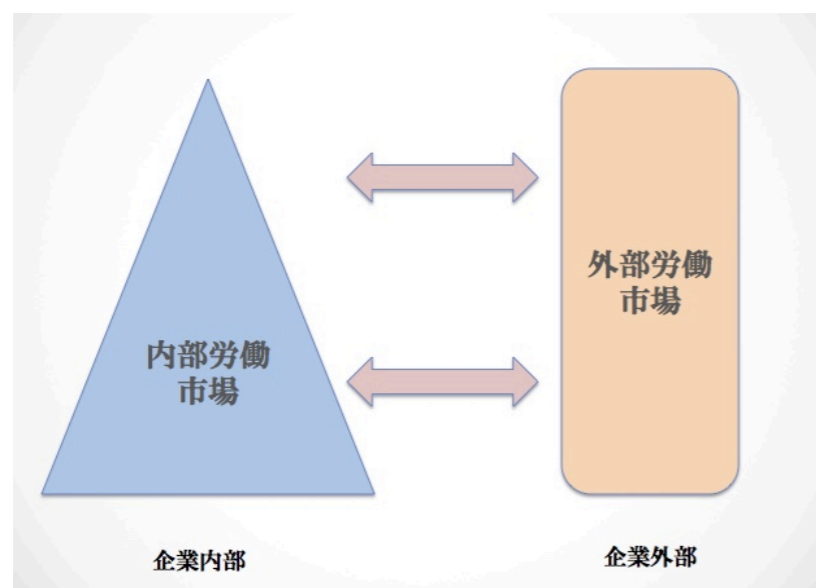 内部労働
市場
外部労働
市場
企業内部
企業外部